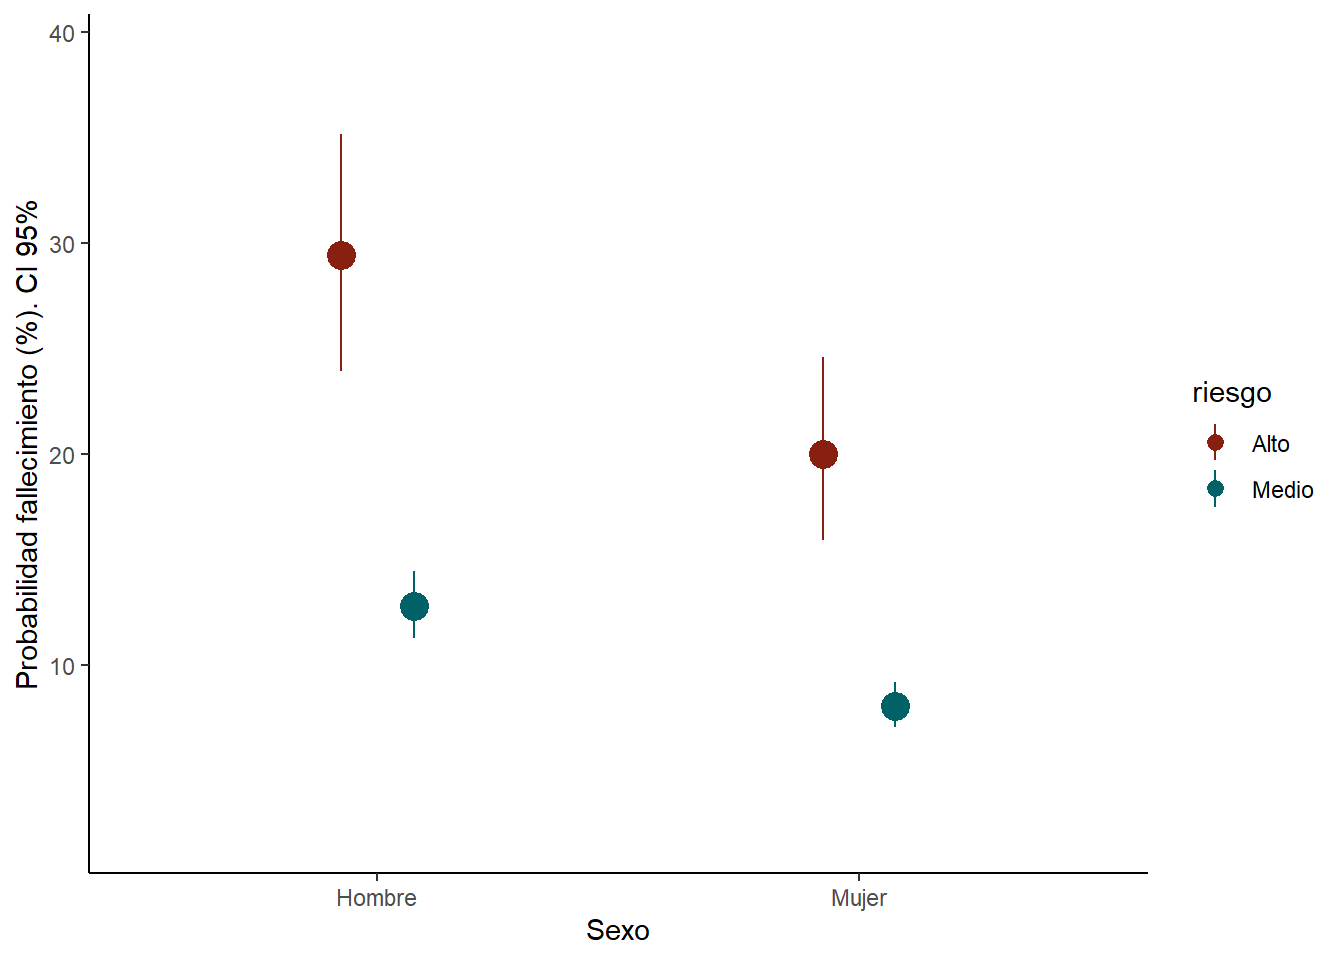 Probabilidad fallecimiento (%). CI 95%
40
30
20
10
Hombre
Mujer
Sexo
riesgo
Alto
Medio